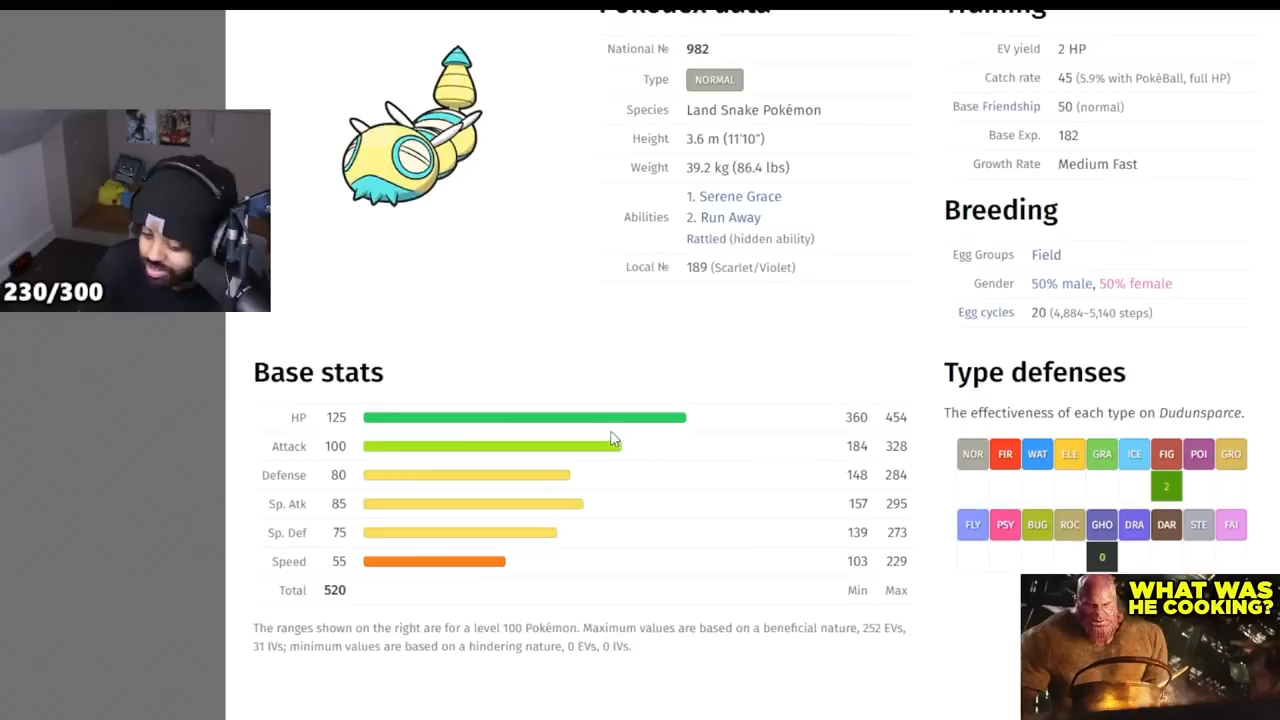 Pokédex data
Training
National № 982
Type NORMAL
Species Land Snake Pokémon
Height 3.6 m (11′10″)
Weight 39.2 kg (86.4 lbs)
Abilities 1. Serene Grace
2. Run Away
Rattled (hidden ability)
Local № 189 (Scarlet/Violet)
EV yield 2 HP
Catch rate 45 (5.9% with PokéBall, full HP)
Base Friendship 50 (normal)
Base Exp. 182
Growth Rate Medium Fast
Breeding
Egg Groups Field
Gender 50% male, 50% female
Egg cycles 20 (4,884–5,140 steps)
230/300
Base stats
HP 125 360 454
Attack 100 184 328
Defense 80 148 284
Sp. Atk 85 157 295
Sp. Def 75 139 273
Speed 55 103 229
Total 520 Min Max
The ranges shown on the right are for a level 100 Pokémon. Maximum values are based on a beneficial nature, 252 EVs,
31 IVs; minimum values are based on a hindering nature, 0 EVs, 0 IVs.
Type defenses
The effectiveness of each type on Dudunsparce.
NOR FIR WAT ELE GRA ICE FIG POI GRO
2
FLY PSY BUG ROC GHO DRA DAR STE FAI
0
WHAT WAS
HE COOKING?